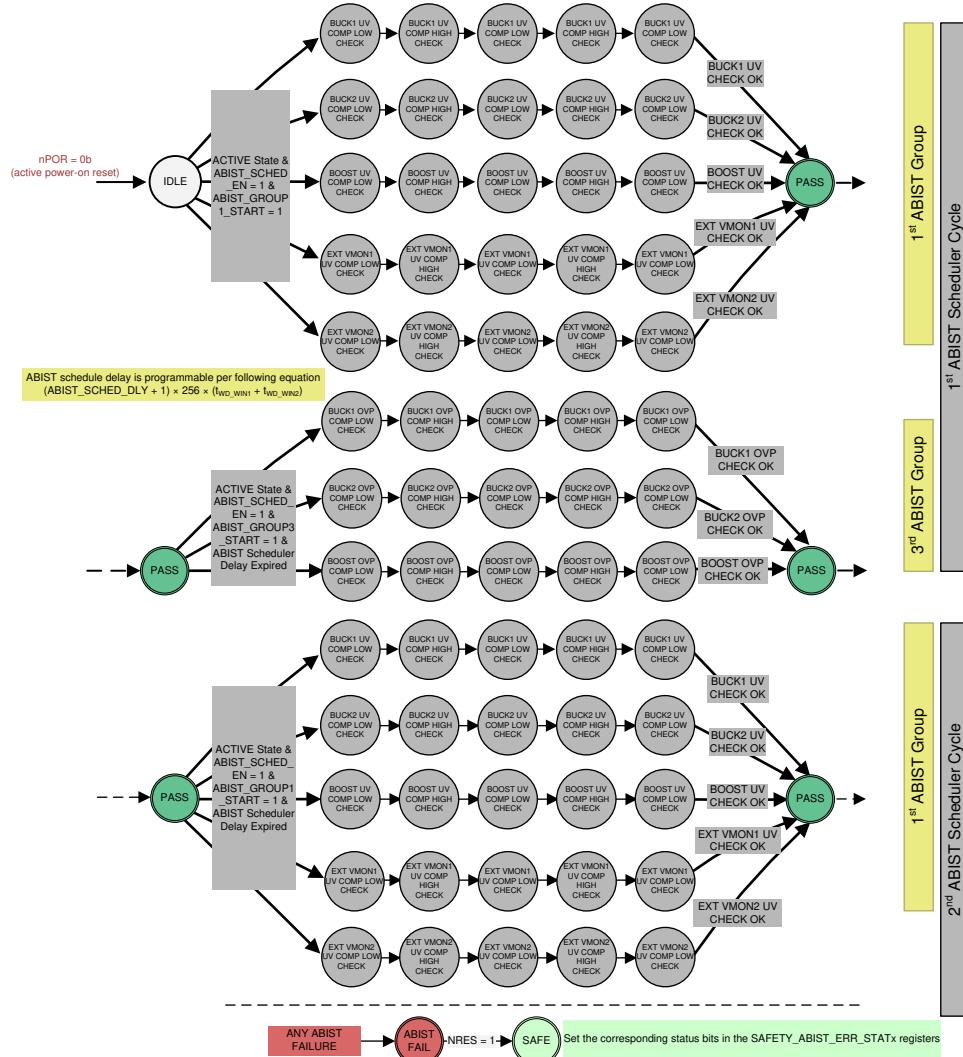 BUCK1 UV
COMP LOW
CHECK
BUCK1 UV
COMP HIGH
CHECK
BUCK1 UV
COMP LOW
CHECK
BUCK1 UV
COMP HIGH
CHECK
BUCK1 UV
COMP LOW
CHECK
BUCK1 UV
CHECK OK
BUCK2 UV
COMP LOW
CHECK
BUCK2 UV
COMP HIGH
CHECK
BUCK2 UV
COMP LOW
CHECK
BUCK2 UV
COMP HIGH
CHECK
BUCK2 UV
COMP LOW
CHECK
BUCK2 UV
CHECK OK
nPOR = 0b
(active power-on reset)
IDLE
ACTIVE State &
ABIST_SCHED
_EN = 1 &
ABIST_GROUP
1_START = 1
BOOST UV
COMP LOW
CHECK
BOOST UV
COMP HIGH
CHECK
BOOST UV
COMP LOW
CHECK
BOOST UV
COMP HIGH
CHECK
BOOST UV
COMP LOW
CHECK
BOOST UV
CHECK OK
PASS
EXT VMON1
UV COMP LOW
CHECK
EXT VMON1
UV COMP
HIGH
CHECK
EXT VMON1
UV COMP LOW
CHECK
EXT VMON1
UV COMP
HIGH
CHECK
EXT VMON1
UV COMP LOW
CHECK
EXT VMON1 UV
CHECK OK
EXT VMON2
UV COMP LOW
CHECK
EXT VMON2
UV COMP
HIGH
CHECK
EXT VMON2
UV COMP LOW
CHECK
EXT VMON2
UV COMP
HIGH
CHECK
EXT VMON2
UV COMP LOW
CHECK
EXT VMON2 UV
CHECK OK
1st ABIST Group
1st ABIST Scheduler Cycle
ABIST schedule delay is programmable per following equation
(ABIST_SCHED_DLY + 1) × 256 × (tWD_WIN1 + tWD_WIN2)
BUCK1 OVP
COMP LOW
CHECK
BUCK1 OVP
COMP HIGH
CHECK
BUCK1 OVP
COMP LOW
CHECK
BUCK1 OVP
COMP HIGH
CHECK
BUCK1 OVP
COMP LOW
CHECK
BUCK1 OVP
CHECK OK
ACTIVE State &
ABIST_SCHED_
EN = 1 &
ABIST_GROUP3
_START = 1 &
ABIST Scheduler
Delay Expired
BUCK2 OVP
COMP LOW
CHECK
BUCK2 OVP
COMP HIGH
CHECK
BUCK2 OVP
COMP LOW
CHECK
BUCK2 OVP
COMP HIGH
CHECK
BUCK2 OVP
COMP LOW
CHECK
BUCK2 OVP
CHECK OK
PASS
BOOST OVP
COMP LOW
CHECK
BOOST OVP
COMP HIGH
CHECK
BOOST OVP
COMP LOW
CHECK
BOOST OVP
COMP HIGH
CHECK
BOOST OVP
COMP LOW
CHECK
BOOST OVP
CHECK OK
PASS
3rd ABIST Group
BUCK1 UV
COMP LOW
CHECK
BUCK1 UV
COMP HIGH
CHECK
BUCK1 UV
COMP LOW
CHECK
BUCK1 UV
COMP HIGH
CHECK
BUCK1 UV
COMP LOW
CHECK
BUCK1 UV
CHECK OK
BUCK2 UV
COMP LOW
CHECK
BUCK2 UV
COMP HIGH
CHECK
BUCK2 UV
COMP LOW
CHECK
BUCK2 UV
COMP HIGH
CHECK
BUCK2 UV
COMP LOW
CHECK
BUCK2 UV
CHECK OK
PASS
ACTIVE State &
ABIST_SCHED_
EN = 1 &
ABIST_GROUP1
_START = 1 &
ABIST Scheduler
Delay Expired
BOOST UV
COMP LOW
CHECK
BOOST UV
COMP HIGH
CHECK
BOOST UV
COMP LOW
CHECK
BOOST UV
COMP HIGH
CHECK
BOOST UV
COMP LOW
CHECK
BOOST UV
CHECK OK
PASS
EXT VMON1
UV COMP LOW
CHECK
EXT VMON1
UV COMP
HIGH
CHECK
EXT VMON1
UV COMP LOW
CHECK
EXT VMON1
UV COMP
HIGH
CHECK
EXT VMON1
UV COMP LOW
CHECK
EXT VMON1 UV
CHECK OK
EXT VMON2
UV COMP LOW
CHECK
EXT VMON2
UV COMP
HIGH
CHECK
EXT VMON2
UV COMP LOW
CHECK
EXT VMON2
UV COMP
HIGH
CHECK
EXT VMON2
UV COMP LOW
CHECK
EXT VMON2 UV
CHECK OK
1st ABIST Group
2nd ABIST Scheduler Cycle
ANY ABIST
FAILURE
ABIST
FAIL
NRES = 1
SAFE
Set the corresponding status bits in the SAFETY_ABIST_ERR_STATx registers